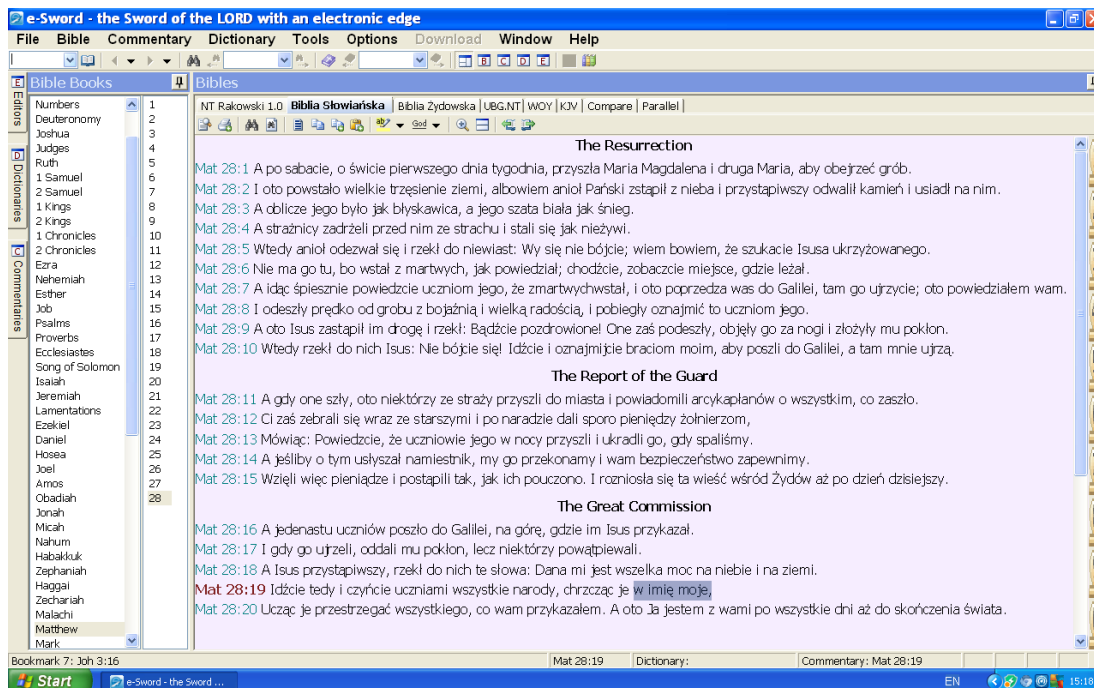 e-Sword - the Sword of the LORD with an electronic edge
File Bible Commentary Dictionary Tools Options Download Window Help
Bible Books
Bibles
Editors
Dictionaries
Commentaries
Numbers
Deuteronomy
Joshua
Judges
Ruth
1 Samuel
2 Samuel
1 Kings
2 Kings
1 Chronicles
2 Chronicles
Ezra
Nehemiah
Esther
Job
Psalms
Proverbs
Ecclesiastes
Song of Solomon
Isaiah
Jeremiah
Lamentations
Ezekiel
Daniel
Hosea
Joel
Amos
Obadiah
Jonah
Micah
Nahum
Habakkuk
Zephaniah
Haggai
Zechariah
Malachi
Matthew
Mark
1
2
3
4
5
6
7
8
9
10
11
12
13
14
15
16
17
18
19
20
21
22
23
24
25
26
27
28
NT Rakowski 1.0 Biblia Słowiańska Biblia Żydowska UBG.NT WOY KJV Compare Parallel
The Resurrection
Mat 28:1 A po sabacie, o świcie pierwszego dnia tygodnia, przyszła Maria Magdalena i druga Maria, aby obejrzeć grób.
Mat 28:2 I oto powstało wielkie trzęsienie ziemi, albowiem anioł Pański zstąpił z nieba i przystąpiwszy odwalił kamień i usiadł na nim.
Mat 28:3 A oblicze jego było jak błyskawica, a jego szata biała jak śnieg.
Mat 28:4 A strażnicy zadrżeli przed nim ze strachu i stali się jak nieżywi.
Mat 28:5 Wtedy anioł odezwał się i rzekł do niewiast: Wy się nie bójcie; wiem bowiem, że szukacie Isusa ukrzyżowanego.
Mat 28:6 Nie ma go tu, bo wstał z martwych, jak powiedział; chodźcie, zobaczcie miejsce, gdzie leżał.
Mat 28:7 A idąc śpiesznie powiedzcie uczniom jego, że zmartwychwstał, i oto poprzedza was do Galilei, tam go ujrzycie; oto powiedziałem wam.
Mat 28:8 I odeszły prędko od grobu z bojaźnią i wielką radością, i pobiegły oznajmić to uczniom jego.
Mat 28:9 A oto Isus zastąpił im drogę i rzekł: Bądźcie pozdrowione! One zaś podeszły, objęły go za nogi i złożyły mu pokłon.
Mat 28:10 Wtedy rzekł do nich Isus: Nie bójcie się! Idźcie i oznajmijcie braciom moim, aby poszli do Galilei, a tam mnie ujrzą.
The Report of the Guard
Mat 28:11 A gdy one szły, oto niektórzy ze straży przyszli do miasta i powiadomili arcykapłanów o wszystkim, co zaszło.
Mat 28:12 Ci zaś zebrali się wraz ze starszymi i po naradzie dali sporo pieniędzy żołnierzom,
Mat 28:13 Mówiąc: Powiedzcie, że uczniowie jego w nocy przyszli i ukradli go, gdy spaliśmy.
Mat 28:14 A jeśliby o tym usłyszał namiestnik, my go przekonamy i wam bezpieczeństwo zapewnimy.
Mat 28:15 Wzięli więc pieniądze i postąpili tak, jak ich pouczono. I rozniosła się ta wieść wśród Żydów aż po dzień dzisiejszy.
The Great Commission
Mat 28:16 A jedenastu uczniów poszło do Galilei, na górę, gdzie im Isus przykazał.
Mat 28:17 I gdy go ujrzeli, oddali mu pokłon, lecz niektórzy powątpiewali.
Mat 28:18 A Isus przystąpiwszy, rzekł do nich te słowa: Dana mi jest wszelka moc na niebie i na ziemi.
Mat 28:19 Idźcie tedy i czyńcie uczniami wszystkie narody, chrzcząc je w imię moje,
Mat 28:20 Ucząc je przestrzegać wszystkiego, co wam przykazałem. A oto Ja jestem z wami po wszystkie dni aż do skończenia świata.
Bookmark 7: Joh 3:16 Mat 28:19 Dictionary: Commentary: Mat 28:19
Start e-Sword - the Sword ... EN 15:18